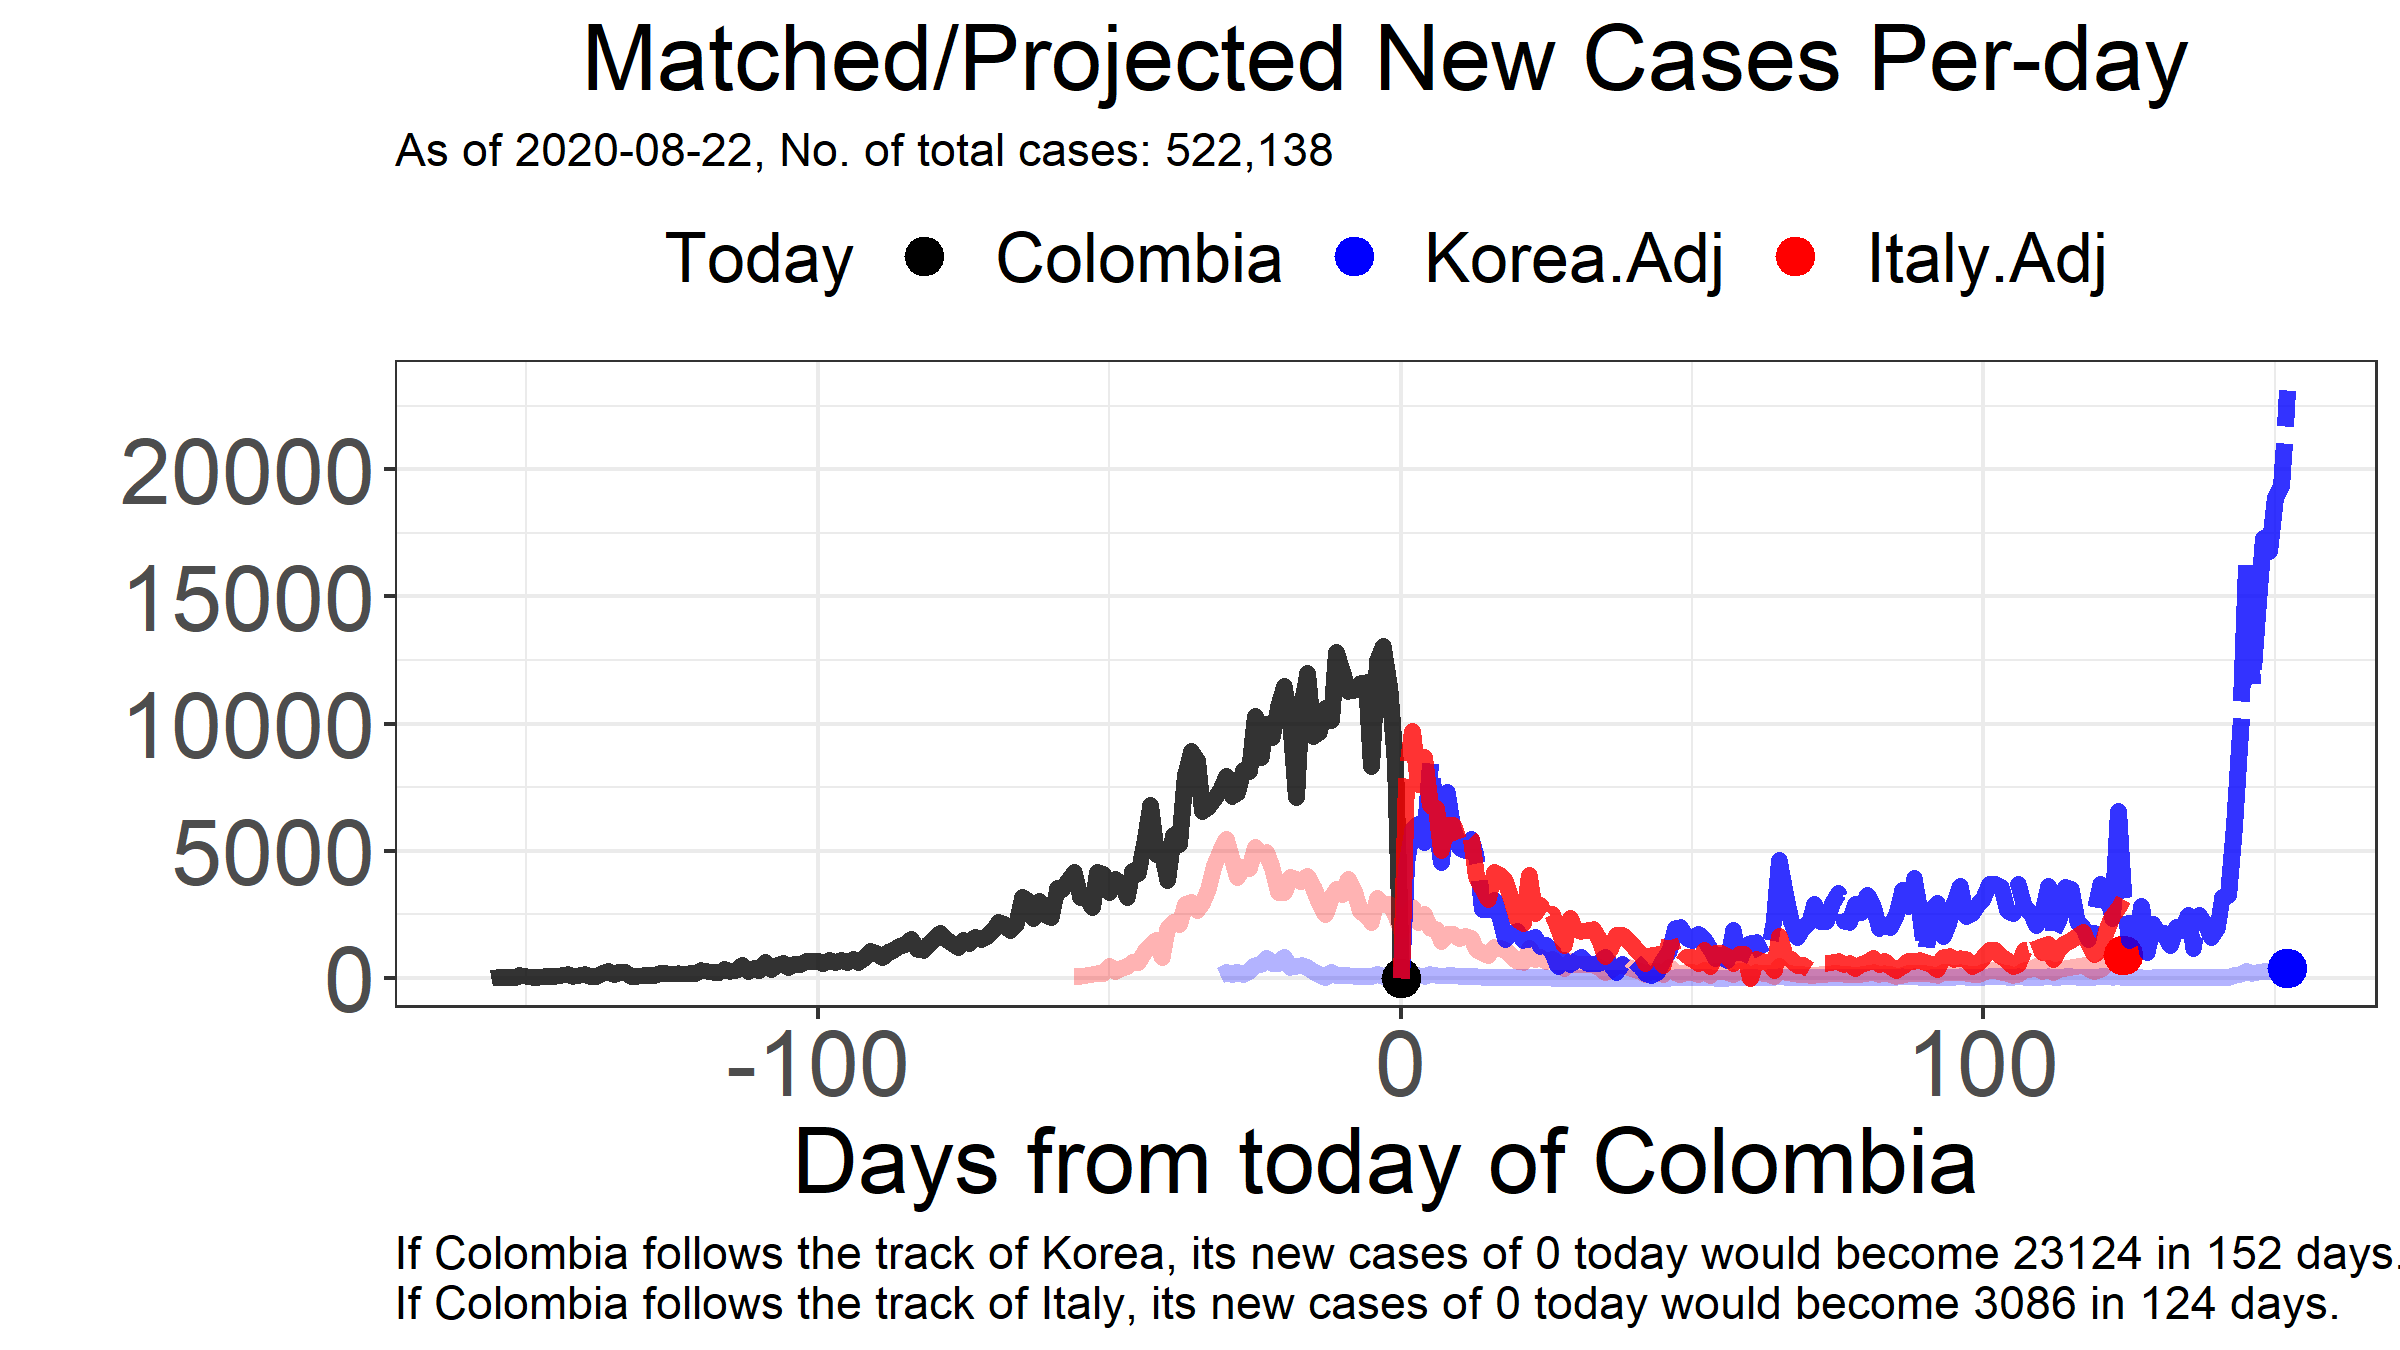 Matched/Projected New Cases Per-day
As of 2020-08-22, No. of total cases: 522,138
Today Colombia Korea.Adj Italy.Adj
20000
15000
10000
5000
0
-100 0 100
Days from today of Colombia
If Colombia follows the track of Korea, its new cases of 0 today would become 23124 in 152 days.
If Colombia follows the track of Italy, its new cases of 0 today would become 3086 in 124 days.